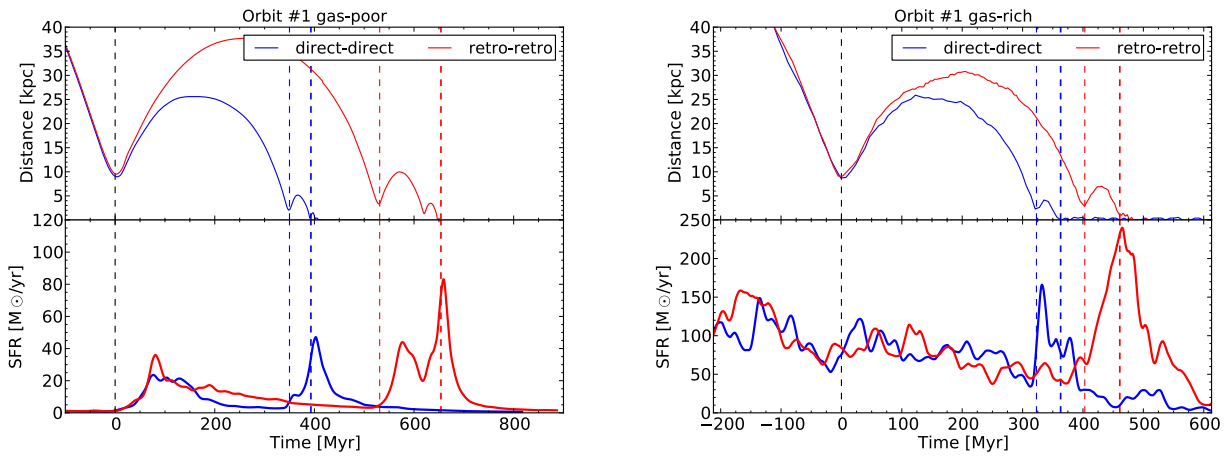 Orbit #1 gas-poor
direct-direct
retro-retro
Distance [kpc]
40
35
30
25
20
15
10
5
120
100
80
60
40
20
0
SFR [M☉/yr]
0 200 400 600 800
Time [Myr]
Orbit #1 gas-rich
direct-direct
retro-retro
Distance [kpc]
40
35
30
25
20
15
10
5
250
200
150
100
50
0
SFR [M☉/yr]
−200 −100 0 100 200 300 400 500 600
Time [Myr]